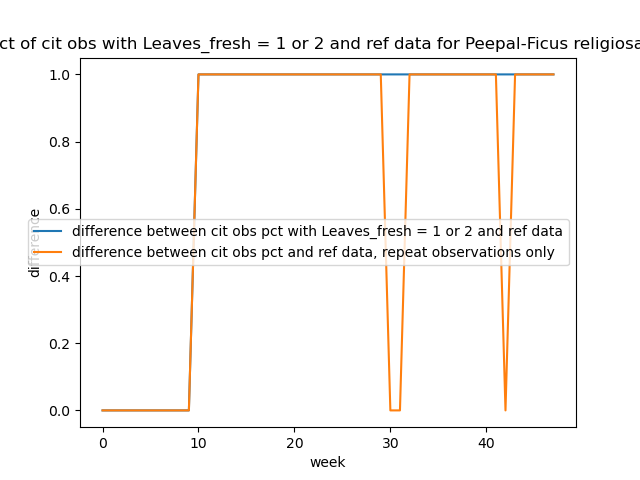 ct of cit obs with Leaves_fresh = 1 or 2 and ref data for Peepal-Ficus religiosa
1.0
0.8
0.6
0.4
0.2
0.0
difference
difference between cit obs pct with Leaves_fresh = 1 or 2 and ref data
difference between cit obs pct and ref data, repeat observations only
0 10 20 30 40
week